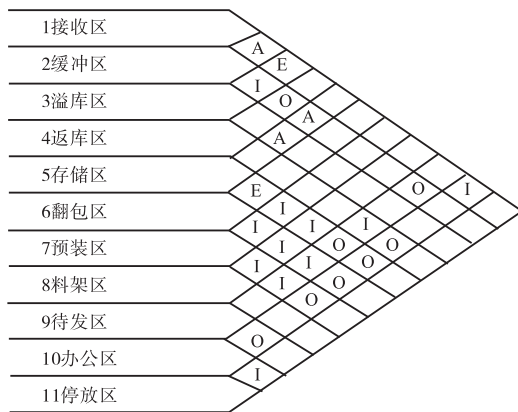 1接收区
A
2缓冲区 E
I
3溢库区 O
A
4返库区 A
5存储区
E O I
6翻包区 I
I I I
7预装区 I O O
I I O
8料架区 I O
O
9待发区
O
10办公区
I
11停放区